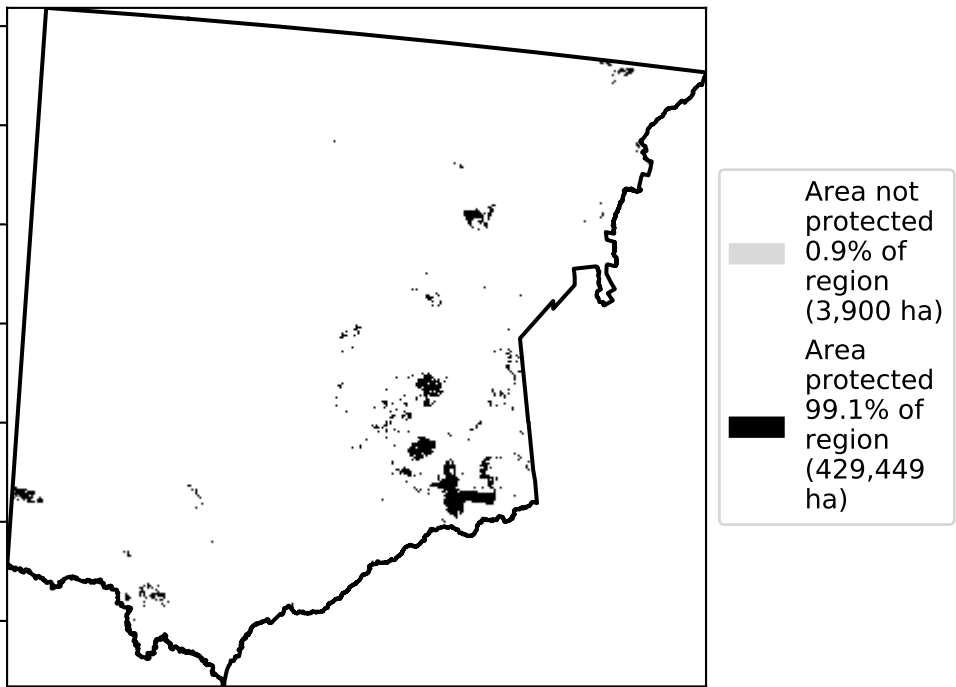 Area not
protected
0.9% of
region
(3,900 ha)
Area
protected
99.1% of
region
(429,449
ha)